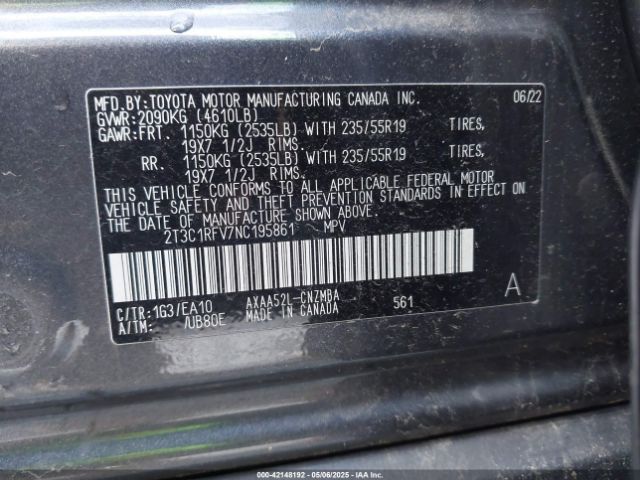 MFD.BY:TOYOTA MOTOR MANUFACTURING CANADA INC. 06/22
GVWR:2090KG (4610LB)
GAWR:FRT. 1150KG (2535LB) WITH 235/55R19 TIRES,
19X7 1/2J RIMS.
RR. 1150KG (2535LB) WITH 235/55R19 TIRES,
19X7 1/2J RIMS.
THIS VEHICLE CONFORMS TO ALL APPLICABLE FEDERAL MOTOR
VEHICLE SAFETY AND THEFT PREVENTION STANDARDS IN EFFECT ON
THE DATE OF MANUFACTURE SHOWN ABOVE.
2T3C1RFV7NC195861 MPV
C/TR:1G3/EA10 AXAA52L-CNZMBA 561 A
A/TM: /UB80E MADE IN CANADA
000-42148192 - 05/06/2025 - IAAI.CA